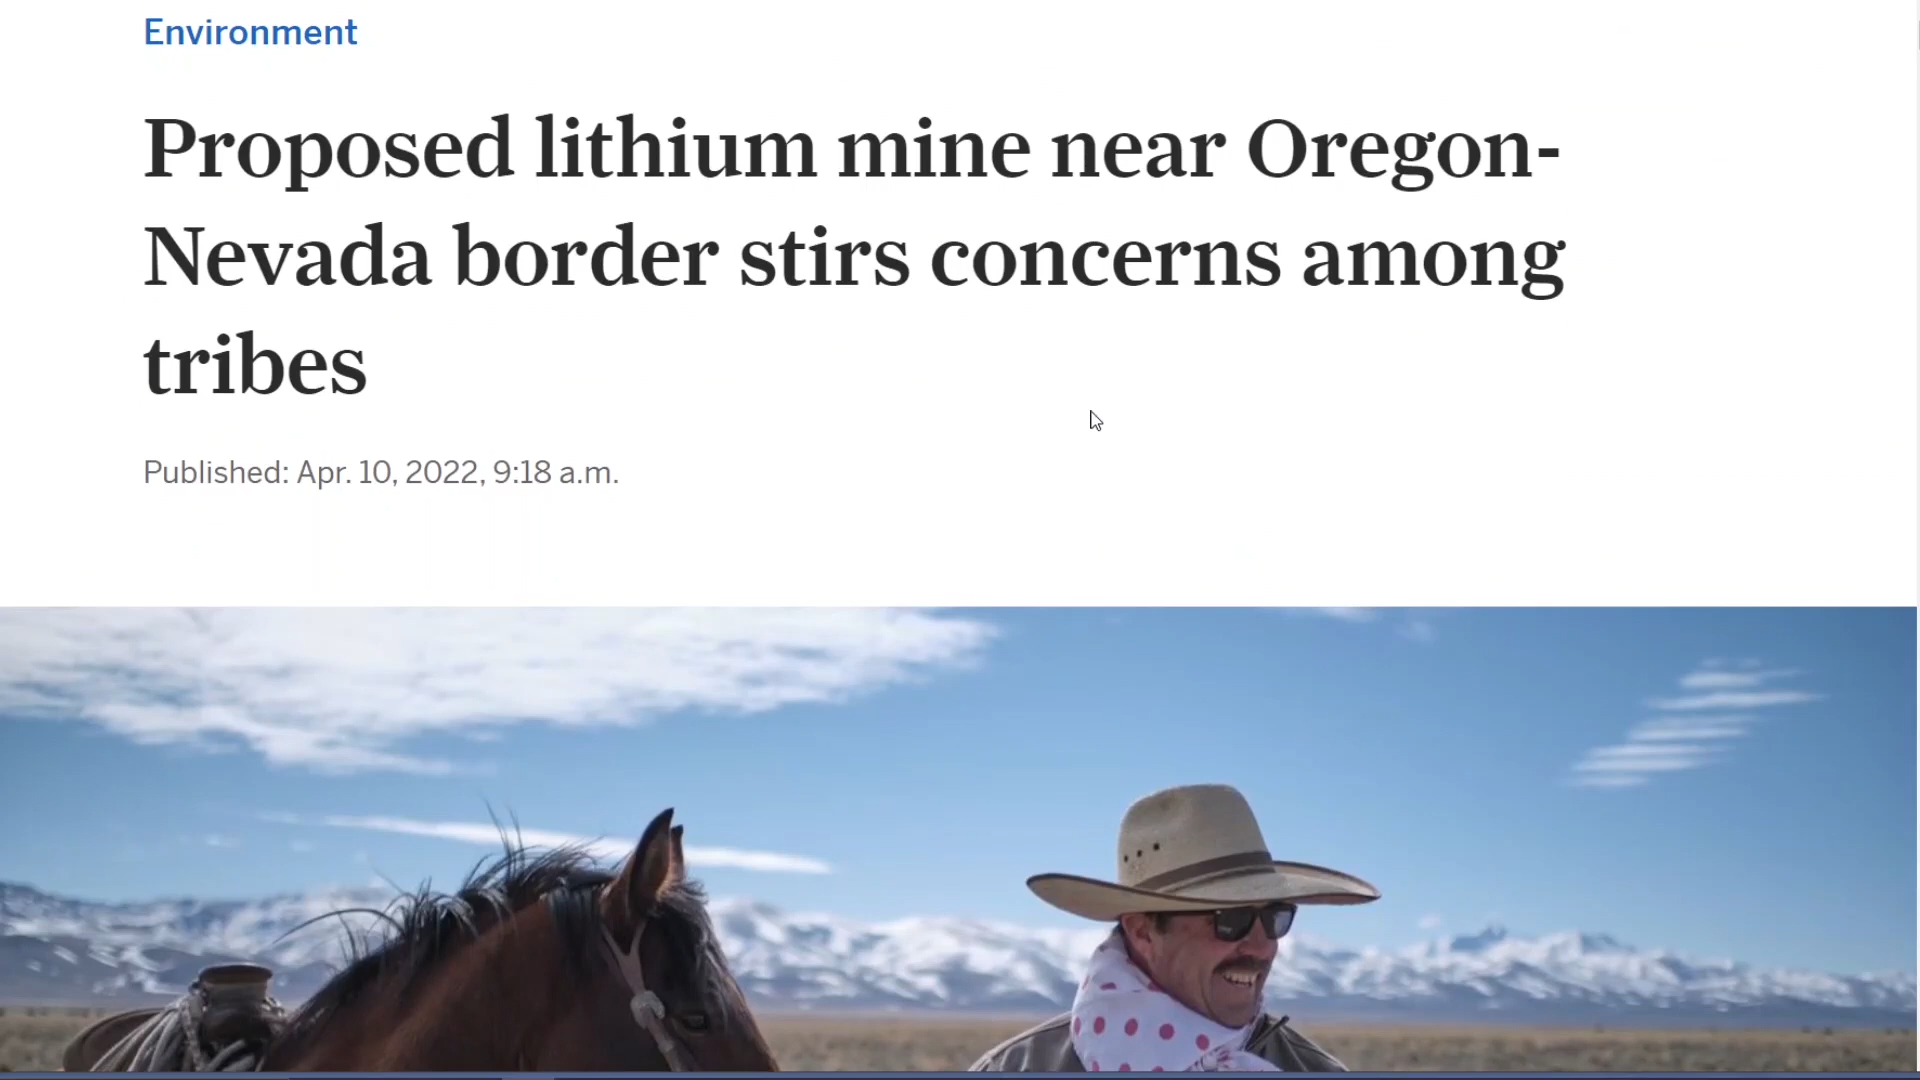 Environment
Proposed lithium mine near Oregon-
Nevada border stirs concerns among
tribes
Published: Apr. 10, 2022, 9:18 a.m.